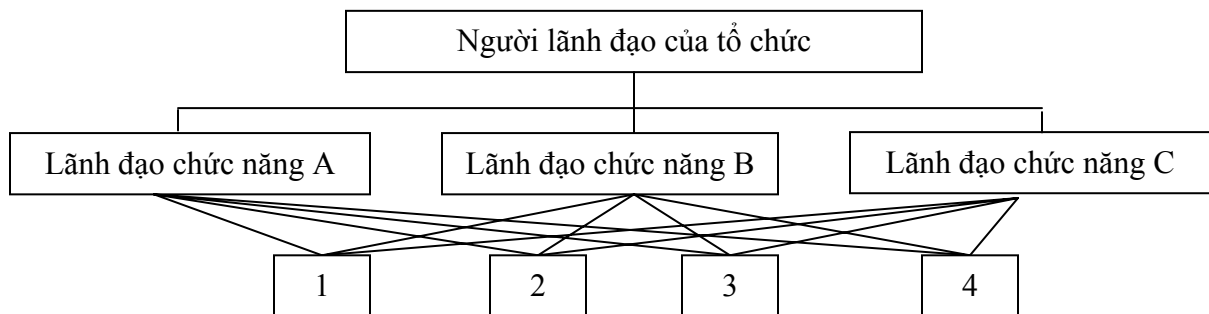 Người lãnh đạo của tổ chức
Lãnh đạo chức năng A
Lãnh đạo chức năng B
Lãnh đạo chức năng C
1
2
3
4